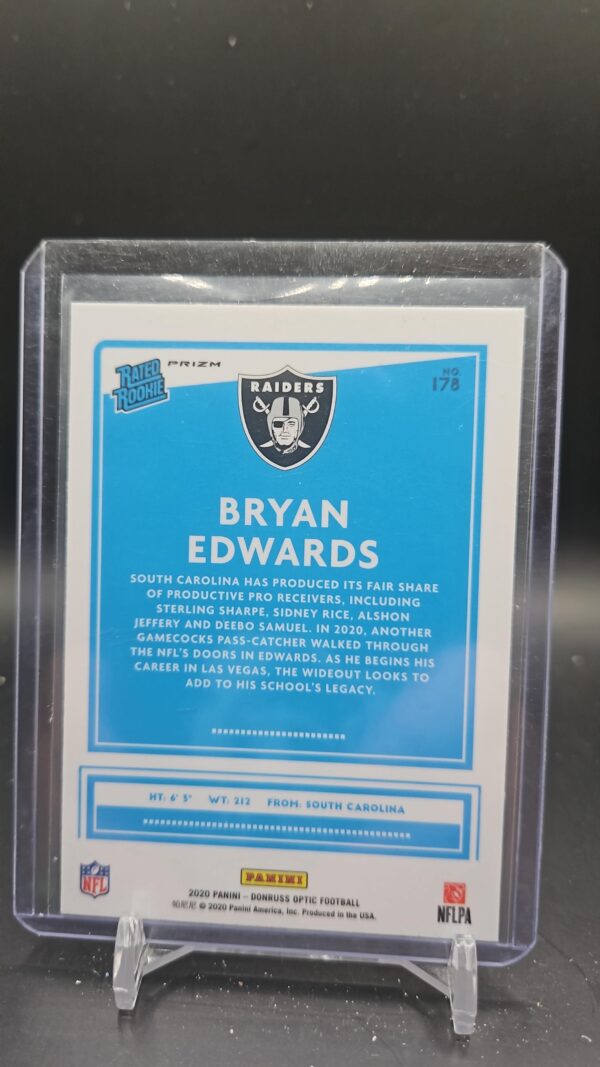 RATED
ROOKIE
PRIZM
RAIDERS
NO.
178
BRYAN
EDWARDS
SOUTH CAROLINA HAS PRODUCED ITS FAIR SHARE
OF PRODUCTIVE PRO RECEIVERS, INCLUDING
STERLING SHARPE, SIDNEY RICE, ALSHON
JEFFERY AND DEEBO SAMUEL. IN 2020, ANOTHER
GAMECOCKS PASS-CATCHER WALKED THROUGH
THE NFL'S DOORS IN EDWARDS. AS HE BEGINS HIS
CAREER IN LAS VEGAS, THE WIDEOUT LOOKS TO
ADD TO HIS SCHOOL'S LEGACY.
HT: 6' 3" WT: 212 FROM: SOUTH CAROLINA
NFL
PANINI
2020 PANINI – DONRUSS OPTIC FOOTBALL
帕尼尼 © 2020 Panini America, Inc. Produced in the USA.
NFLPA